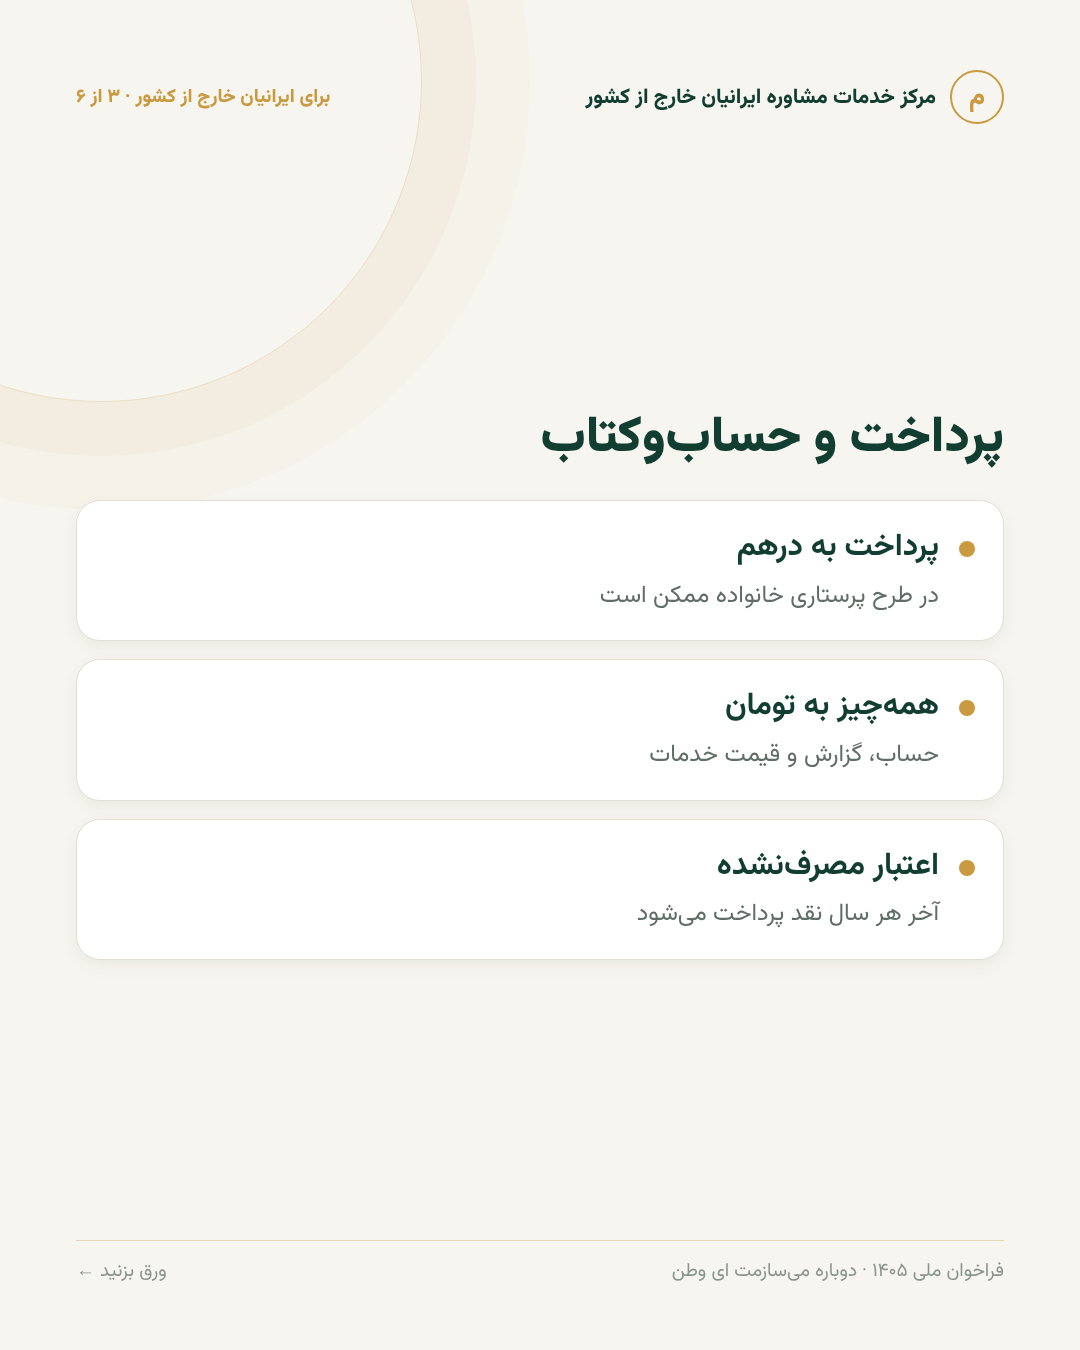 م
مرکز خدمات مشاوره ایرانیان خارج از کشور
برای ایرانیان خارج از کشور · ۳ از ۶
پرداخت و حساب‌وکتاب
پرداخت به درهم
در طرح پرستاری خانواده ممکن است
همه‌چیز به تومان
حساب، گزارش و قیمت خدمات
اعتبار مصرف‌نشده
آخر هر سال نقد پرداخت می‌شود
فراخوان ملی ۱۴۰۵ · دوباره می‌سازمت ای وطن
ورق بزنید ←